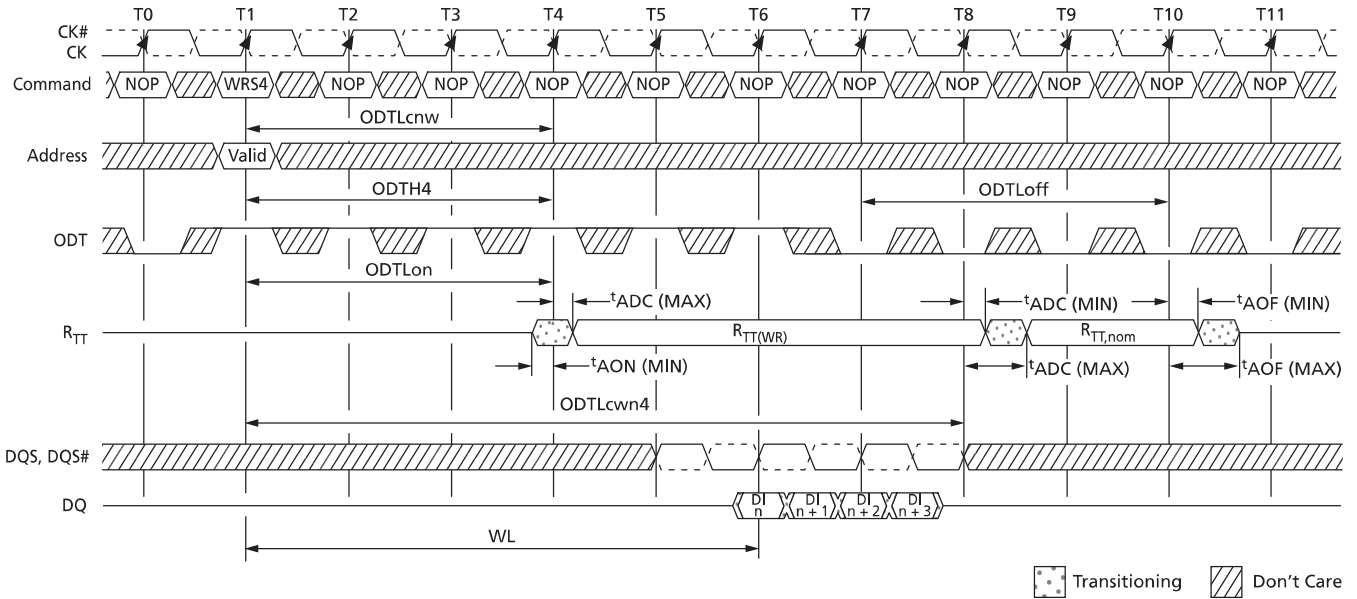 T0 T1 T2 T3 T4 T5 T6 T7 T8 T9 T10 T11
CK#
CK
Command NOP WRS4 NOP NOP NOP NOP NOP NOP NOP NOP NOP NOP
ODTLcnw
Address Valid
ODTH4 ODTLoff
ODT
ODTLon
tADC (MAX) tADC (MIN) tAOF (MIN)
RTT RTT(WR) RTT,nom
tAON (MIN) tADC (MAX) tAOF (MAX)
ODTLcwn4
DQS, DQS#
DQ DI n DI n + 1 DI n + 2 DI n + 3
WL
Transitioning Don't Care